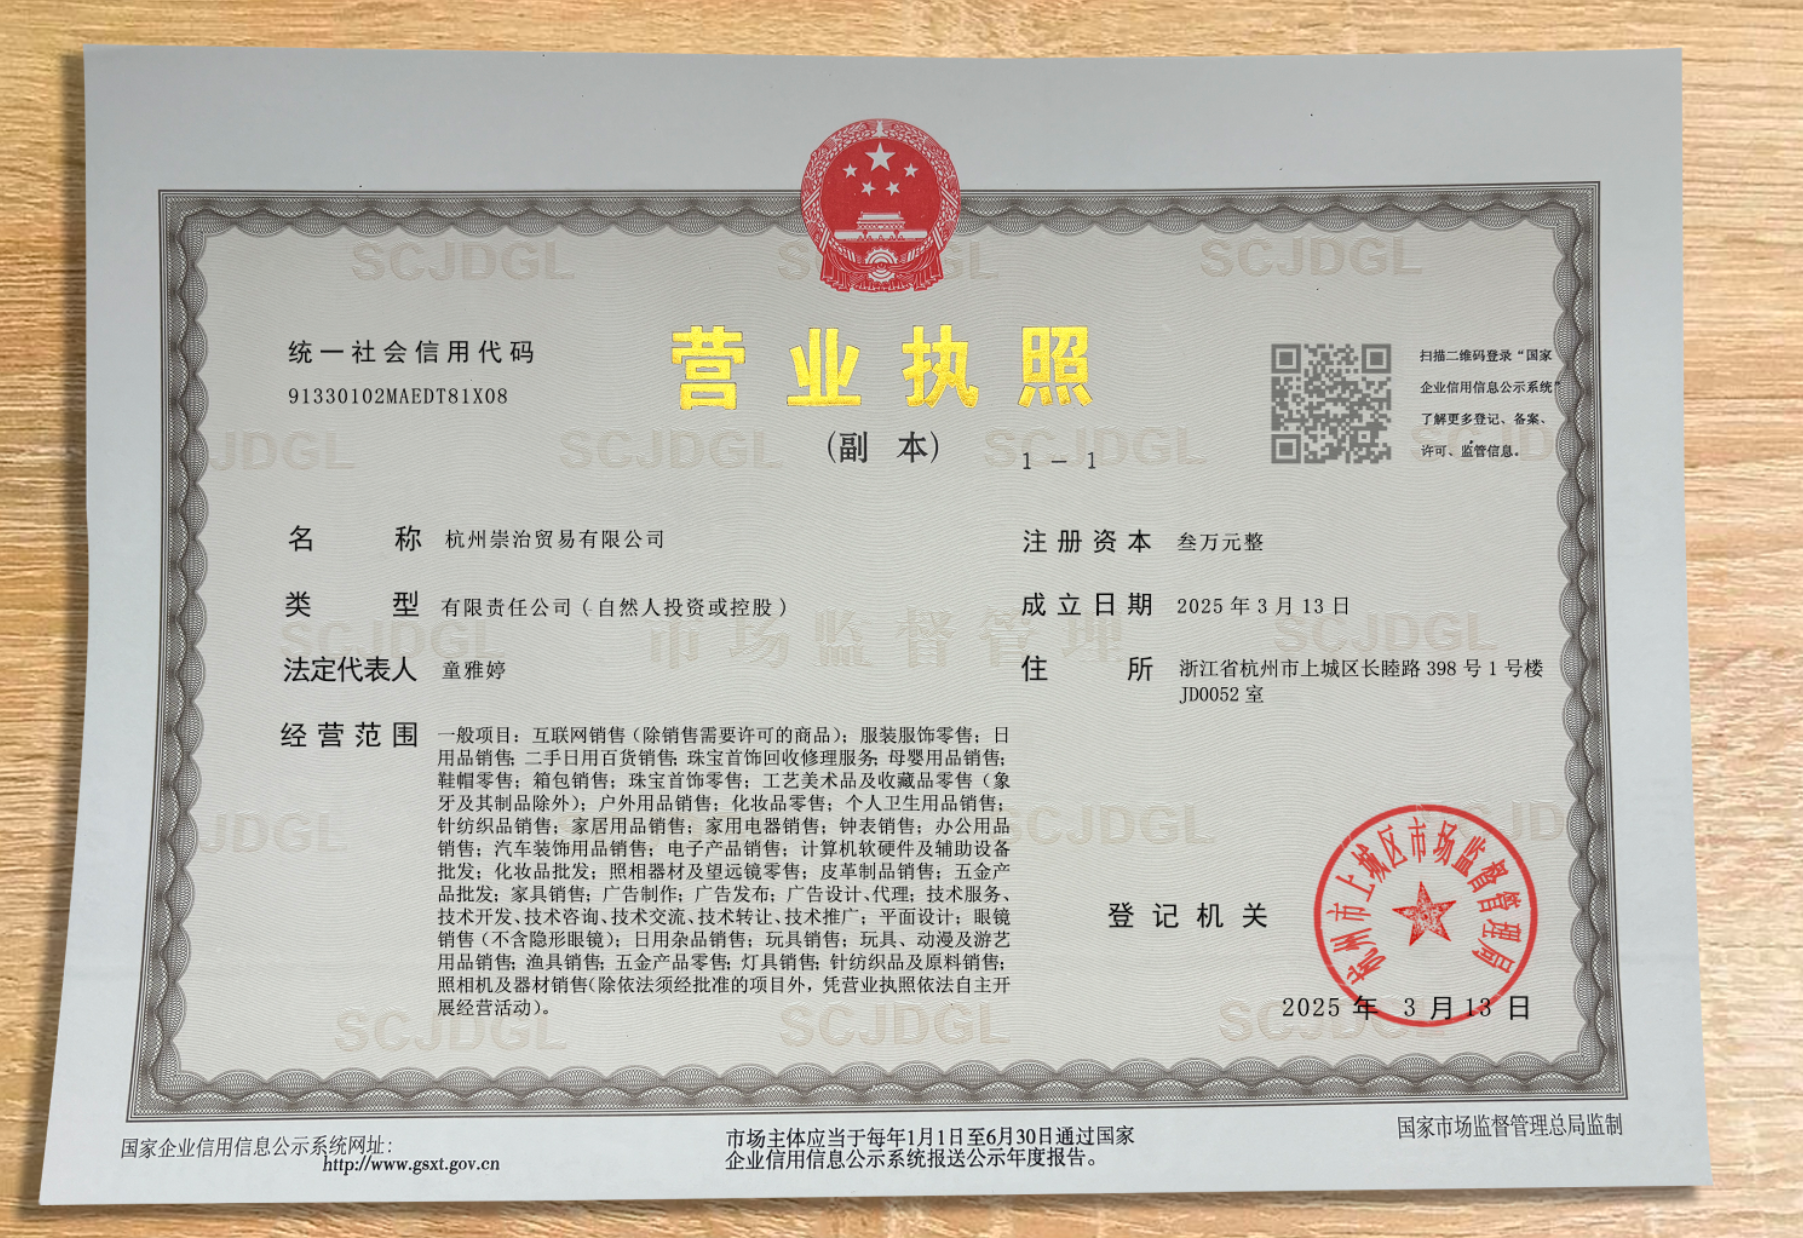 统一社会信用代码
91330102MAEDT81X08
营业执照
（副 本）
1 － 1
扫描二维码登录“国家
企业信用信息公示系统”
了解更多登记、备案、
许可、监管信息。
名 称 杭州崇治贸易有限公司
类 型 有限责任公司（自然人投资或控股）
法定代表人 童雅婷
经营范围 一般项目：互联网销售（除销售需要许可的商品）；服装服饰零售；日
用品销售；二手日用百货销售；珠宝首饰回收修理服务；母婴用品销售；
鞋帽零售；箱包销售；珠宝首饰零售；工艺美术品及收藏品零售（象
牙及其制品除外）；户外用品销售；化妆品零售；个人卫生用品销售；
针纺织品销售；家居用品销售；家用电器销售；钟表销售；办公用品
销售；汽车装饰用品销售；电子产品销售；计算机软硬件及辅助设备
批发；化妆品批发；照相器材及望远镜零售；皮革制品销售；五金产
品批发；家具销售；广告制作；广告发布；广告设计、代理；技术服务、
技术开发、技术咨询、技术交流、技术转让、技术推广；平面设计；眼镜
销售（不含隐形眼镜）；日用杂品销售；玩具销售；玩具、动漫及游艺
用品销售；渔具销售；五金产品零售；灯具销售；针纺织品及原料销售；
照相机及器材销售（除依法须经批准的项目外，凭营业执照依法自主开
展经营活动）。
注册资本 叁万元整
成立日期 2025 年 3 月 13 日
住 所 浙江省杭州市上城区长睦路 398 号 1 号楼
JD0052 室
登记机关
杭州市上城区市场监督管理局
2025 年 3 月 13 日
国家企业信用信息公示系统网址：
http://www.gsxt.gov.cn
市场主体应当于每年1月1日至6月30日通过国家
企业信用信息公示系统报送公示年度报告。
国家市场监督管理总局监制
SCJDGL
市场监督管理